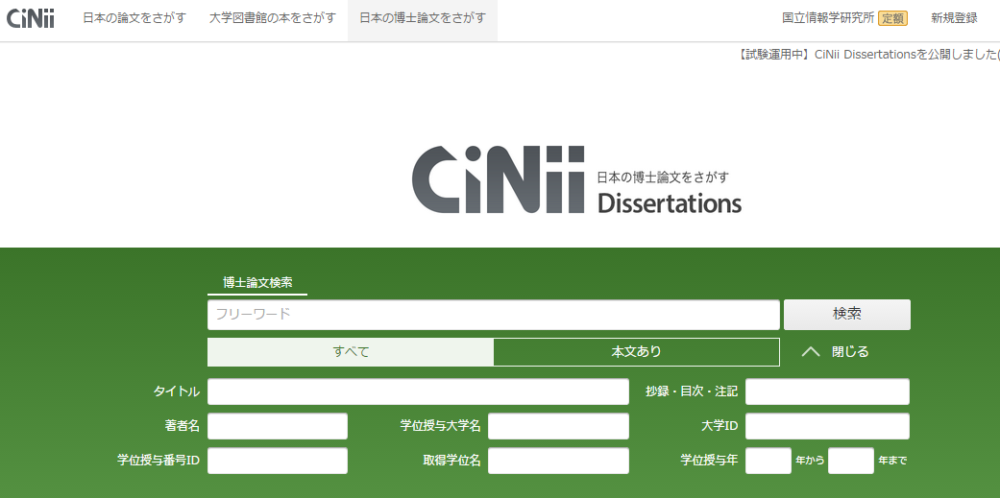 CiNii 日本の論文をさがす 大学図書館の本をさがす 日本の博士論文をさがす 国立情報学研究所 定額 新規登録
【試験運用中】CiNii Dissertationsを公開しました(
CiNii 日本の博士論文をさがす
Dissertations
博士論文検索
フリーワード 検索
すべて 本文あり 閉じる
タイトル 抄録・目次・注記
著者名 学位授与大学名 大学ID
学位授与番号ID 取得学位名 学位授与年 年から 年まで